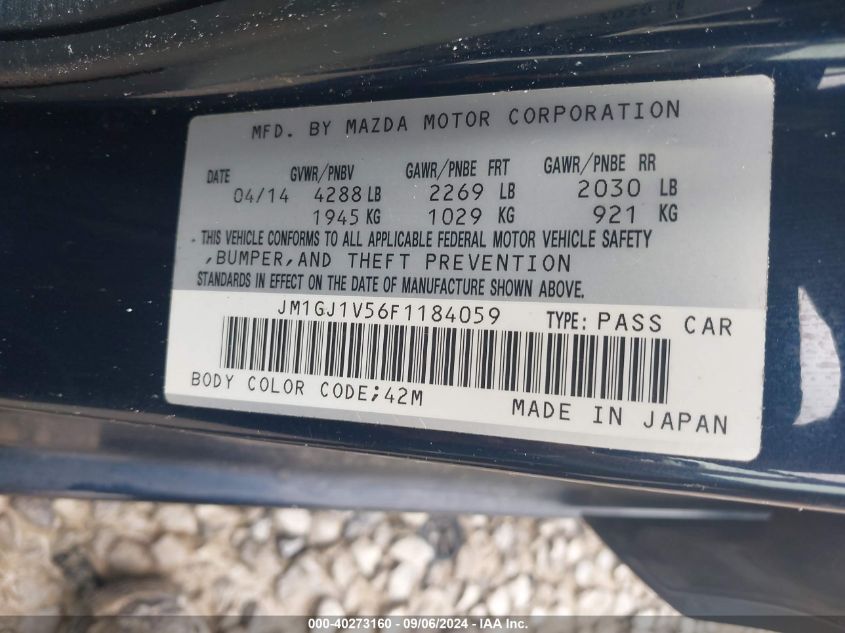 MFD. BY MAZDA MOTOR CORPORATION
DATE GVWR/PNBV GAWR/PNBE FRT GAWR/PNBE RR
04/14 4288 LB 2269 LB 2030 LB
1945 KG 1029 KG 921 KG
THIS VEHICLE CONFORMS TO ALL APPLICABLE FEDERAL MOTOR VEHICLE SAFETY
,BUMPER,AND THEFT PREVENTION
STANDARDS IN EFFECT ON THE DATE OF MANUFACTURE SHOWN ABOVE.
JM1GJ1V56F1184059 TYPE: PASS CAR
BODY COLOR CODE;42M
MADE IN JAPAN
000-40273160 - 09/06/2024 - IAAI Inc.